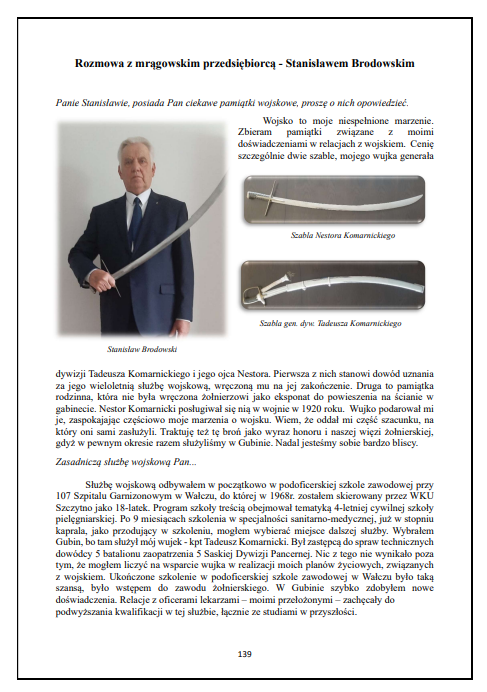 Rozmowa z mrągowskim przedsiębiorcą - Stanisławem Brodowskim
Panie Stanisławie, posiada Pan ciekawe pamiątki wojskowe, proszę o nich opowiedzieć.
Wojsko to moje niespełnione marzenie.
Zbieram pamiątki związane z moimi
doświadczeniami w relacjach z wojskiem. Cenię
szczególnie dwie szable, mojego wujka generała
Szabla Nestora Komarnickiego
Szabla gen. dyw. Tadeusza Komarnickiego
Stanisław Brodowski
dywizji Tadeusza Komarnickiego i jego ojca Nestora. Pierwsza z nich stanowi dowód uznania
za jego wieloletnią służbę wojskową, wręczoną mu na jej zakończenie. Druga to pamiątka
rodzinna, która nie była wręczona żołnierzowi jako eksponat do powieszenia na ścianie w
gabinecie. Nestor Komarnicki posługiwał się nią w wojnie w 1920 roku. Wujko podarował mi
je, zaspokajając częściowo moje marzenia o wojsku. Wiem, że oddał mi część szacunku, na
który oni sami zasłużyli. Traktuję też tę broń jako wyraz honoru i naszej więzi żołnierskiej,
gdyż w pewnym okresie razem służyliśmy w Gubinie. Nadal jesteśmy sobie bardzo bliscy.
Zasadniczą służbę wojskową Pan...
Służbę wojskową odbywałem w początkowo w podoficerskiej szkole zawodowej przy
107 Szpitalu Garnizonowym w Wałczu, do której w 1968r. zostałem skierowany przez WKU
Szczytno jako 18-latek. Program szkoły treścią obejmował tematykę 4-letniej cywilnej szkoły
pielęgniarskiej. Po 9 miesiącach szkolenia w specjalności sanitarno-medycznej, już w stopniu
kaprala, jako przodujący w szkoleniu, mogłem wybierać miejsce dalszej służby. Wybrałem
Gubin, bo tam służył mój wujek - kpt Tadeusz Komarnicki. Był zastępcą do spraw technicznych
dowódcy 5 batalionu zaopatrzenia 5 Saskiej Dywizji Pancernej. Nic z tego nie wynikało poza
tym, że mogłem liczyć na wsparcie wujka w realizacji moich planów życiowych, związanych
z wojskiem. Ukończone szkolenie w podoficerskiej szkole zawodowej w Wałczu było taką
szansą, było wstępem do zawodu żołnierskiego. W Gubinie szybko zdobyłem nowe
doświadczenia. Relacje z oficerami lekarzami – moimi przełożonymi – zachęcały do
podwyższania kwalifikacji w tej służbie, łącznie ze studiami w przyszłości.
139